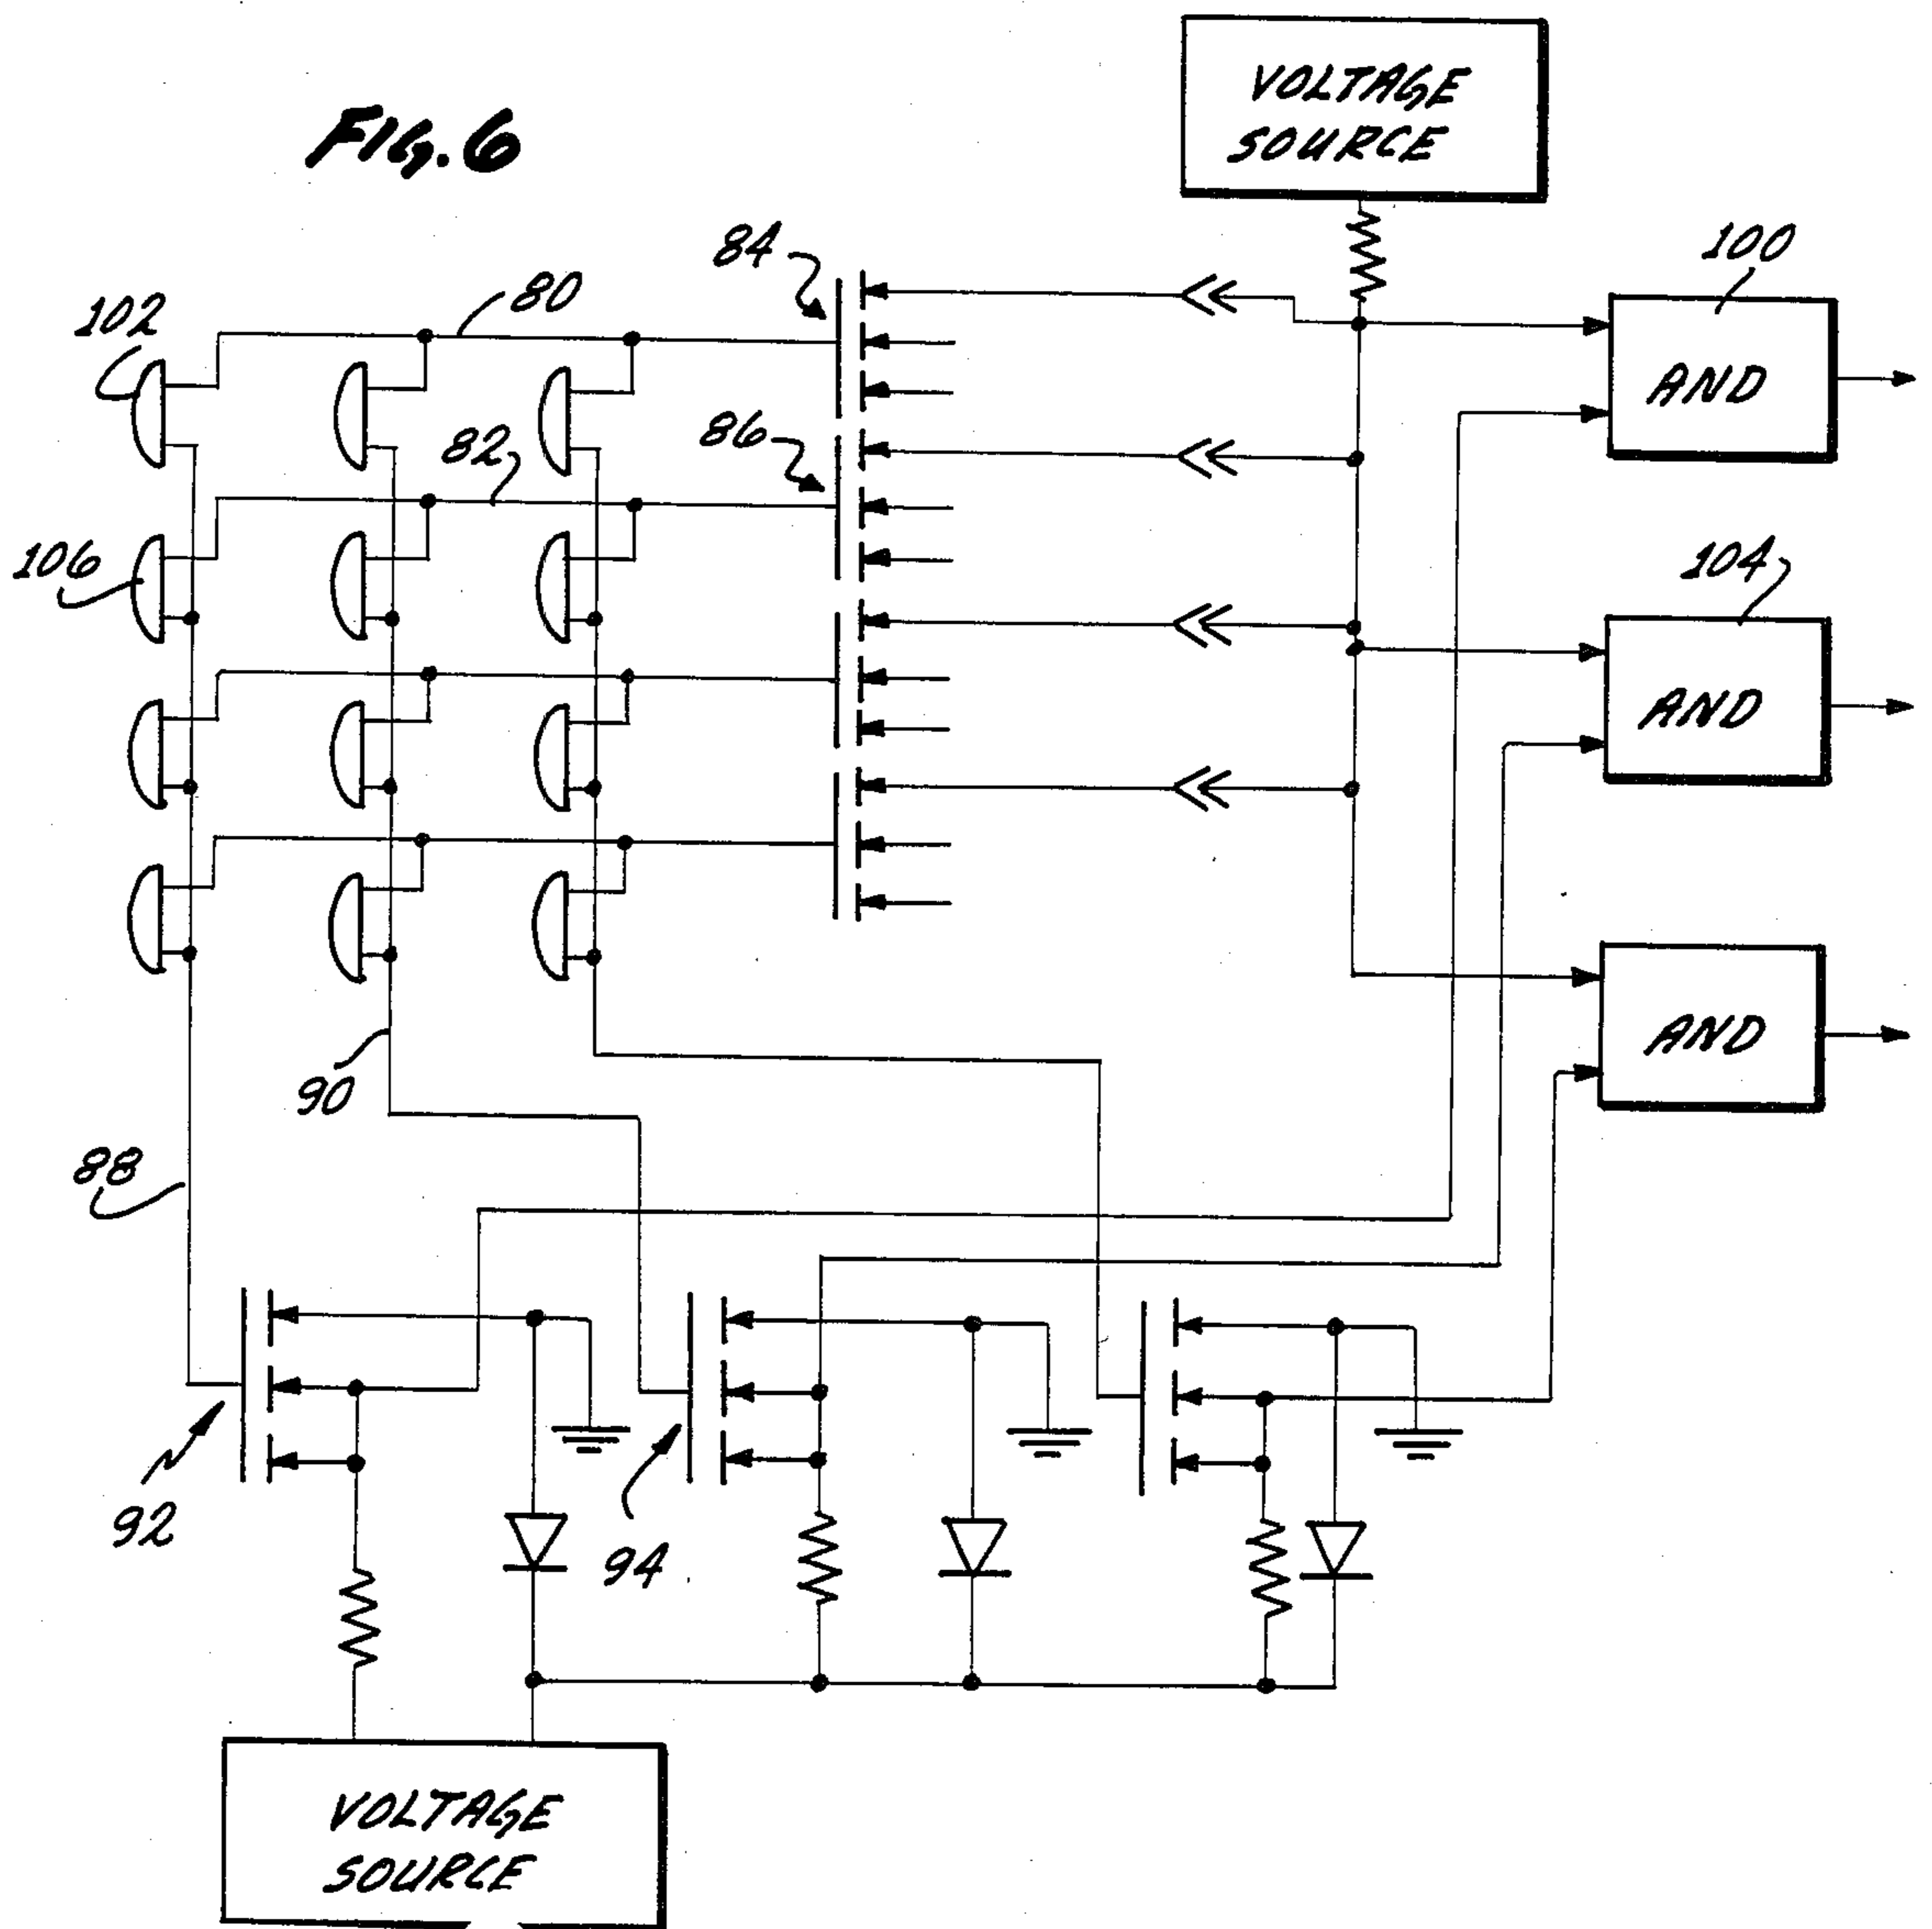 FIG. 6
VOLTAGE
SOURCE
84
100
80
102
AND
86
82
106
104
AND
AND
90
88
92
94
VOLTAGE
SOURCE